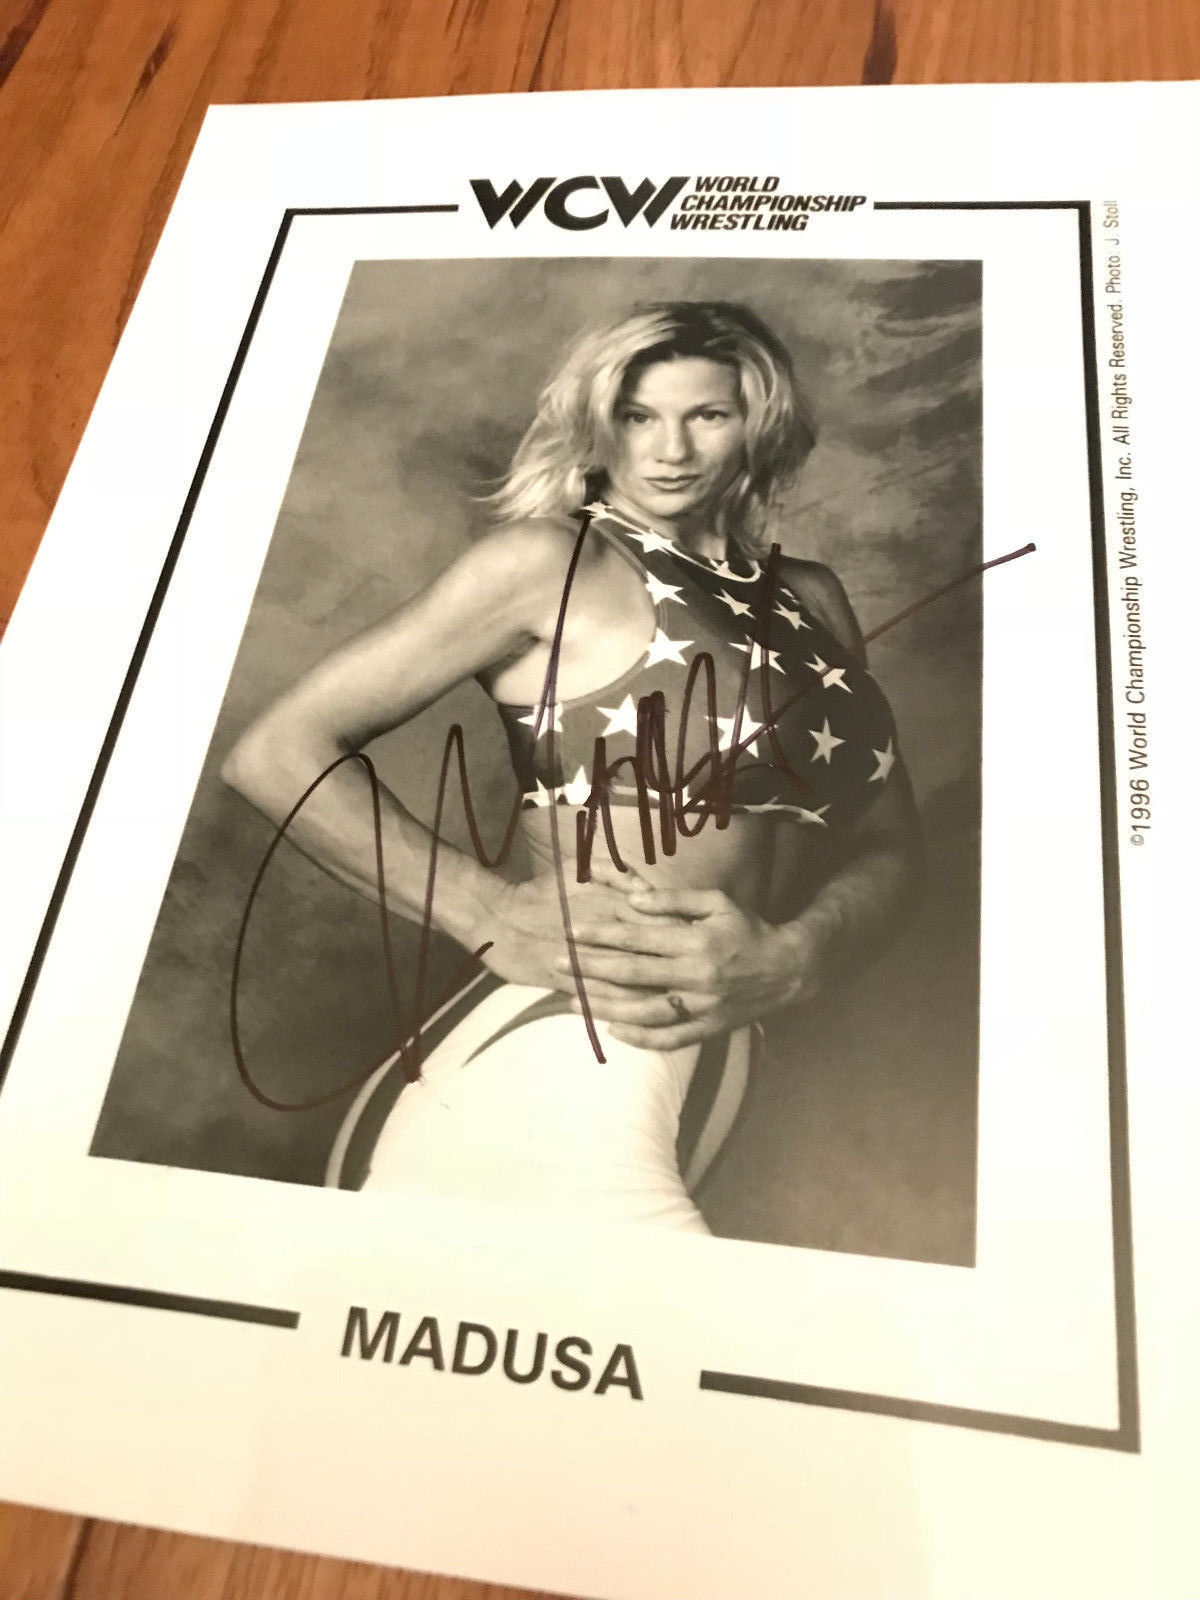 WCW
WORLD
CHAMPIONSHIP
WRESTLING
©1996 World Championship Wrestling, Inc. All Rights Reserved. Photo: J. Stoll
MADUSA